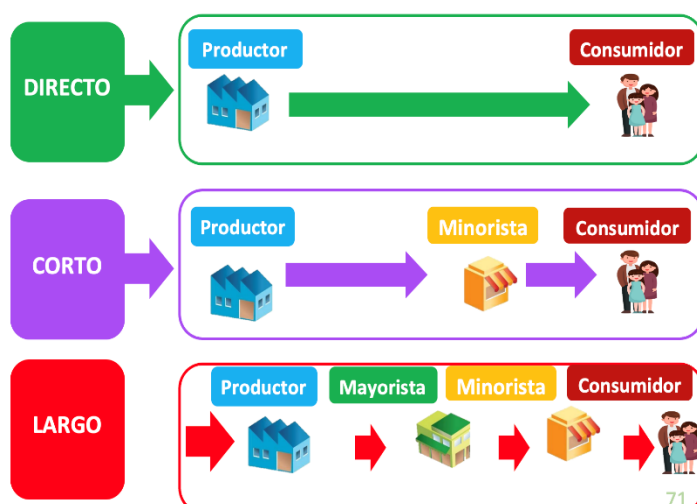 DIRECTO
Productor
Consumidor
CORTO
Productor
Minorista
Consumidor
LARGO
Productor
Mayorista
Minorista
Consumidor
71